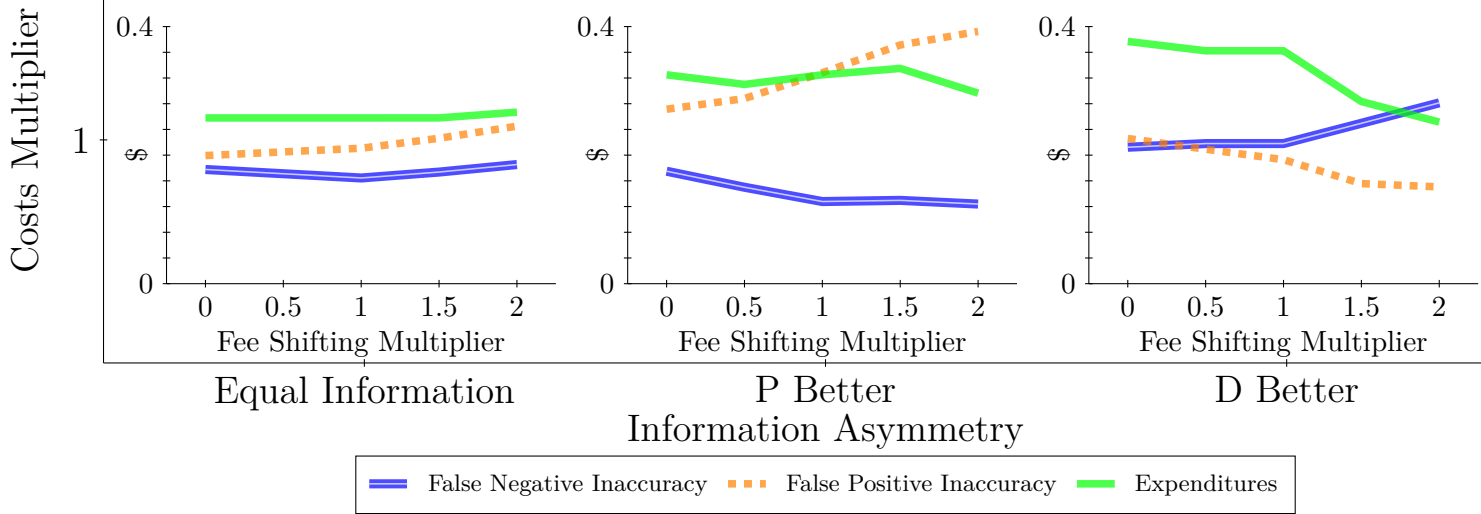 Costs Multiplier
1
0.4
$
0
0 0.5 1 1.5 2
Fee Shifting Multiplier
0.4
$
0
0 0.5 1 1.5 2
Fee Shifting Multiplier
0.4
$
0
0 0.5 1 1.5 2
Fee Shifting Multiplier
Equal Information P Better D Better
Information Asymmetry
False Negative Inaccuracy False Positive Inaccuracy Expenditures